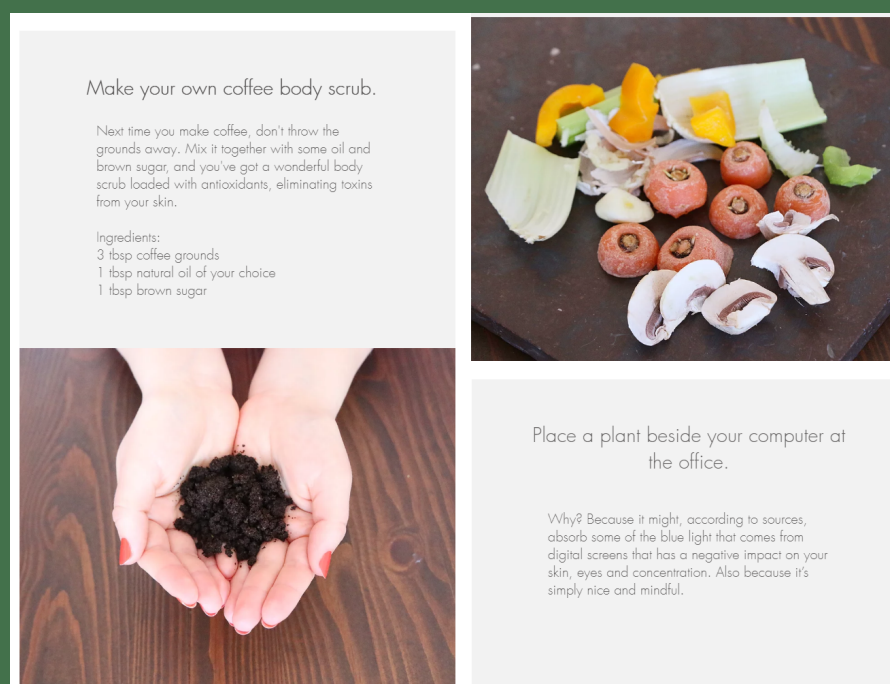 Make your own coffee body scrub.
Next time you make coffee, don't throw the
grounds away. Mix it together with some oil and
brown sugar, and you've got a wonderful body
scrub loaded with antioxidants, eliminating toxins
from your skin.
Ingredients:
3 tbsp coffee grounds
1 tbsp natural oil of your choice
1 tbsp brown sugar
Place a plant beside your computer at
the office.
Why? Because it might, according to sources,
absorb some of the blue light that comes from
digital screens that has a negative impact on your
skin, eyes and concentration. Also because it's
simply nice and mindful.